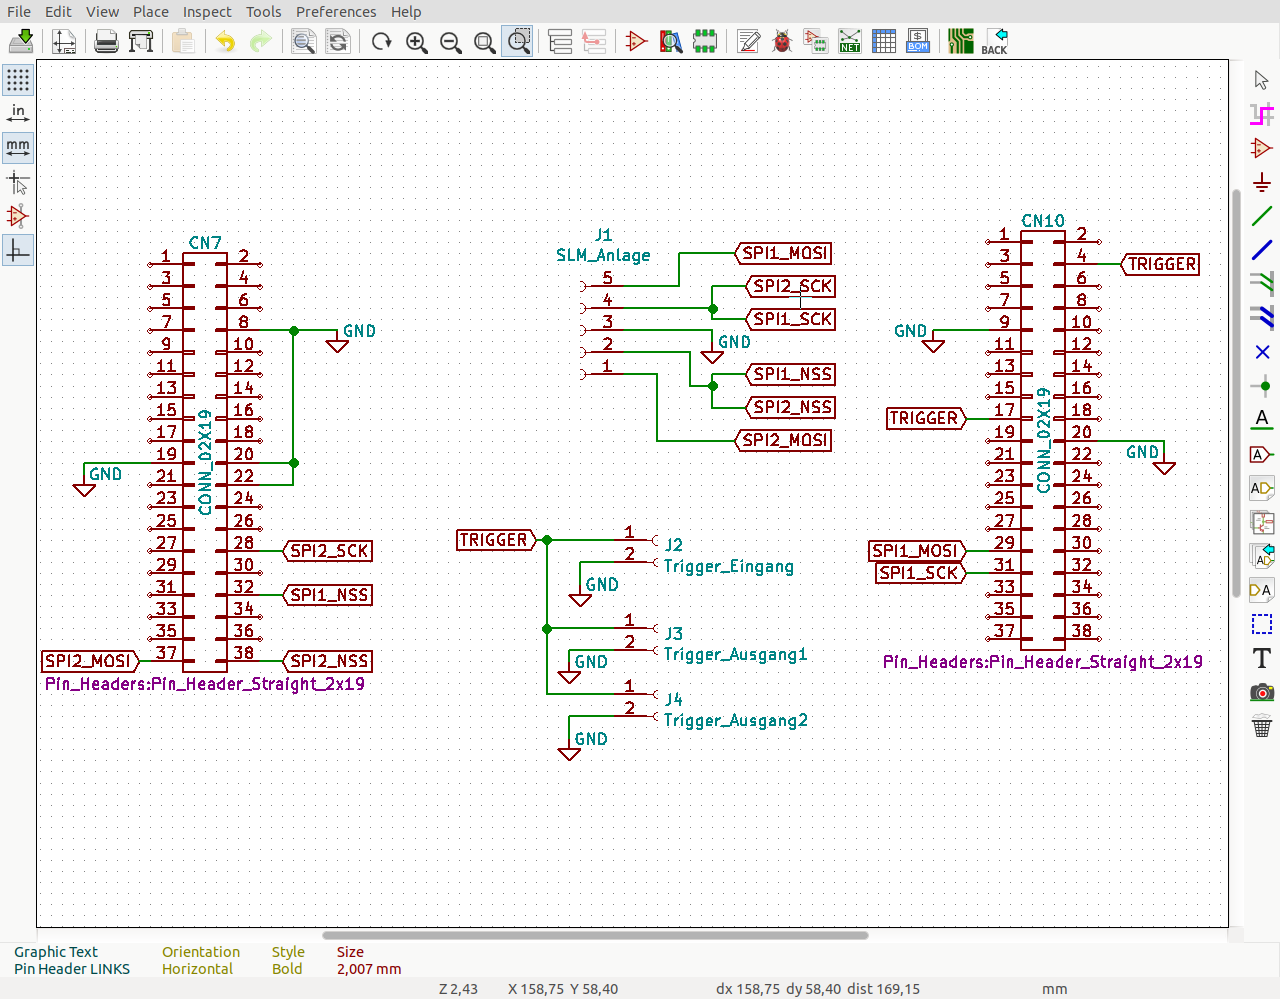 File Edit View Place Inspect Tools Preferences Help
NET
$
BOM
BACK
in
mm
CN7
1 2
3 4
5 6
7 8
9 10
11 12
13 14
15 16
17 18
19 20
21 22
23 24
25 26
27 28
29 30
31 32
33 34
35 36
37 38
CONN_02X19
GND
GND
SPI2_SCK
SPI1_NSS
SPI2_MOSI
SPI2_NSS
Pin_Headers:Pin_Header_Straight_2x19
J1
SLM_Anlage
5
4
3
2
1
SPI1_MOSI
SPI2_SCK
SPI1_SCK
GND
SPI1_NSS
SPI2_NSS
SPI2_MOSI
TRIGGER
1
2
J2
Trigger_Eingang
GND
1
2
J3
Trigger_Ausgang1
GND
1
2
J4
Trigger_Ausgang2
GND
CN10
1 2
3 4
5 6
7 8
9 10
11 12
13 14
15 16
17 18
19 20
21 22
23 24
25 26
27 28
29 30
31 32
33 34
35 36
37 38
CONN_02X19
TRIGGER
GND
TRIGGER
GND
SPI1_MOSI
SPI1_SCK
Pin_Headers:Pin_Header_Straight_2x19
A
A
A
A
A
T
Graphic Text Orientation Style Size
Pin Header LINKS Horizontal Bold 2,007 mm
Z 2,43 X 158,75 Y 58,40 dx 158,75 dy 58,40 dist 169,15 mm